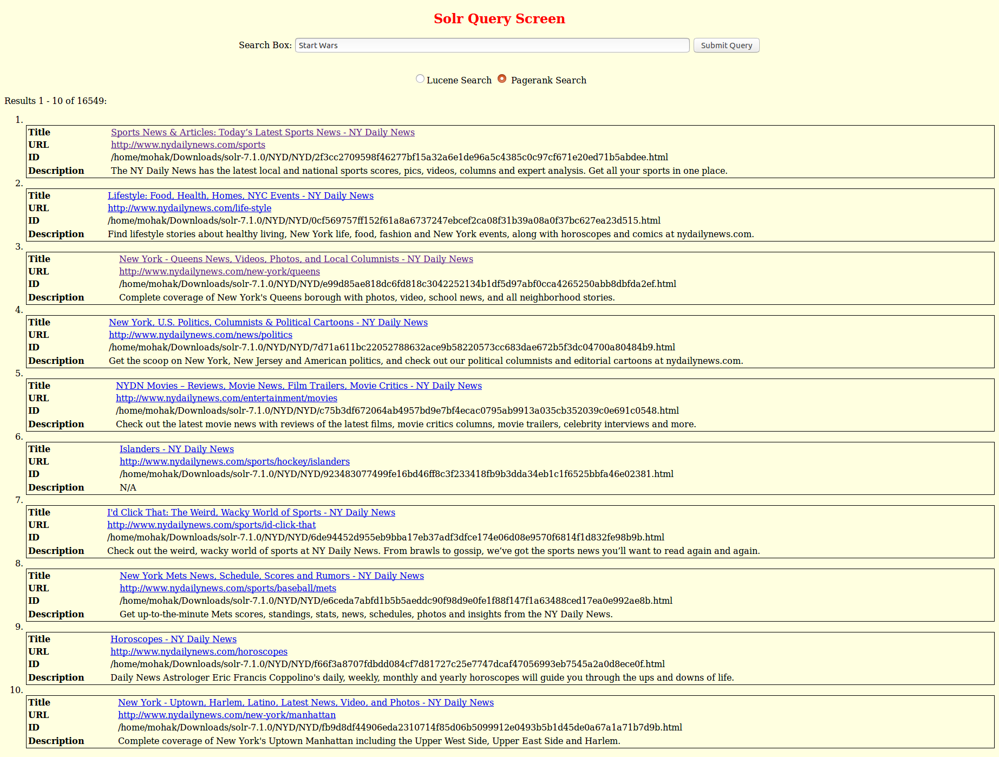 Solr Query Screen
Search Box: Start Wars Submit Query
Lucene Search Pagerank Search
Results 1 - 10 of 16549:
1.
Title Sports News & Articles: Today’s Latest Sports News - NY Daily News
URL http://www.nydailynews.com/sports
ID /home/mohak/Downloads/solr-7.1.0/NYD/NYD/2f3cc2709598f46277bf15a32a6e1de96a5c4385c0c97cf671e20ed71b5abdee.html
Description The NY Daily News has the latest local and national sports scores, pics, videos, columns and expert analysis. Get all your sports in one place.
2.
Title Lifestyle: Food, Health, Homes, NYC Events - NY Daily News
URL http://www.nydailynews.com/life-style
ID /home/mohak/Downloads/solr-7.1.0/NYD/NYD/0cf569757ff152f61a8a6737247ebcef2ca08f31b39a08a0f37bc627ea23d515.html
Description Find lifestyle stories about healthy living, New York life, food, fashion and New York events, along with horoscopes and comics at nydailynews.com.
3.
Title New York - Queens News, Videos, Photos, and Local Columnists - NY Daily News
URL http://www.nydailynews.com/new-york/queens
ID /home/mohak/Downloads/solr-7.1.0/NYD/NYD/e99d85ae818dc6fd818c3042252134b1df5d97abf0cca4265250abb8dbfda2ef.html
Description Complete coverage of New York's Queens borough with photos, video, school news, and all neighborhood stories.
4.
Title New York, U.S. Politics, Columnists & Political Cartoons - NY Daily News
URL http://www.nydailynews.com/news/politics
ID /home/mohak/Downloads/solr-7.1.0/NYD/NYD/7d71a611bc22052788632ace9b58220573cc683dae672b5f3dc04700a80484b9.html
Description Get the scoop on New York, New Jersey and American politics, and check out our political columnists and editorial cartoons at nydailynews.com.
5.
Title NYDN Movies – Reviews, Movie News, Film Trailers, Movie Critics - NY Daily News
URL http://www.nydailynews.com/entertainment/movies
ID /home/mohak/Downloads/solr-7.1.0/NYD/NYD/c75b3df672064ab4957bd9e7bf4ecac0795ab9913a035cb352039c0e691c0548.html
Description Check out the latest movie news with reviews of the latest films, movie critics columns, movie trailers, celebrity interviews and more.
6.
Title Islanders - NY Daily News
URL http://www.nydailynews.com/sports/hockey/islanders
ID /home/mohak/Downloads/solr-7.1.0/NYD/NYD/923483077499fe16bd46ff8c3f233418fb9b3dda34eb1c1f6525bbfa46e02381.html
Description N/A
7.
Title I'd Click That: The Weird, Wacky World of Sports - NY Daily News
URL http://www.nydailynews.com/sports/id-click-that
ID /home/mohak/Downloads/solr-7.1.0/NYD/NYD/6de94452d955eb9bba17eb37adf3dfce174e06d08e9570f6814f1d832fe98b9b.html
Description Check out the weird, wacky world of sports at NY Daily News. From brawls to gossip, we’ve got the sports news you’ll want to read again and again.
8.
Title New York Mets News, Schedule, Scores and Rumors - NY Daily News
URL http://www.nydailynews.com/sports/baseball/mets
ID /home/mohak/Downloads/solr-7.1.0/NYD/NYD/e6ceda7abfd1b5b5aeddc90f98d9e0fe1f88f147f1a63488ced17ea0e992ae8b.html
Description Get up-to-the-minute Mets scores, standings, stats, news, schedules, photos and insights from the NY Daily News.
9.
Title Horoscopes - NY Daily News
URL http://www.nydailynews.com/horoscopes
ID /home/mohak/Downloads/solr-7.1.0/NYD/NYD/f66f3a8707fdbdd084cf7d81727c25e7747dcaf47056993eb7545a2a0d8ece0f.html
Description Daily News Astrologer Eric Francis Coppolino's daily, weekly, monthly and yearly horoscopes will guide you through the ups and downs of life.
10.
Title New York - Uptown, Harlem, Latino, Latest News, Video, and Photos - NY Daily News
URL http://www.nydailynews.com/new-york/manhattan
ID /home/mohak/Downloads/solr-7.1.0/NYD/NYD/fb9d8df44906eda2310714f85d06b5099912e0493b5b1d45de0a67a1a71b7d9b.html
Description Complete coverage of New York's Uptown Manhattan including the Upper West Side, Upper East Side and Harlem.